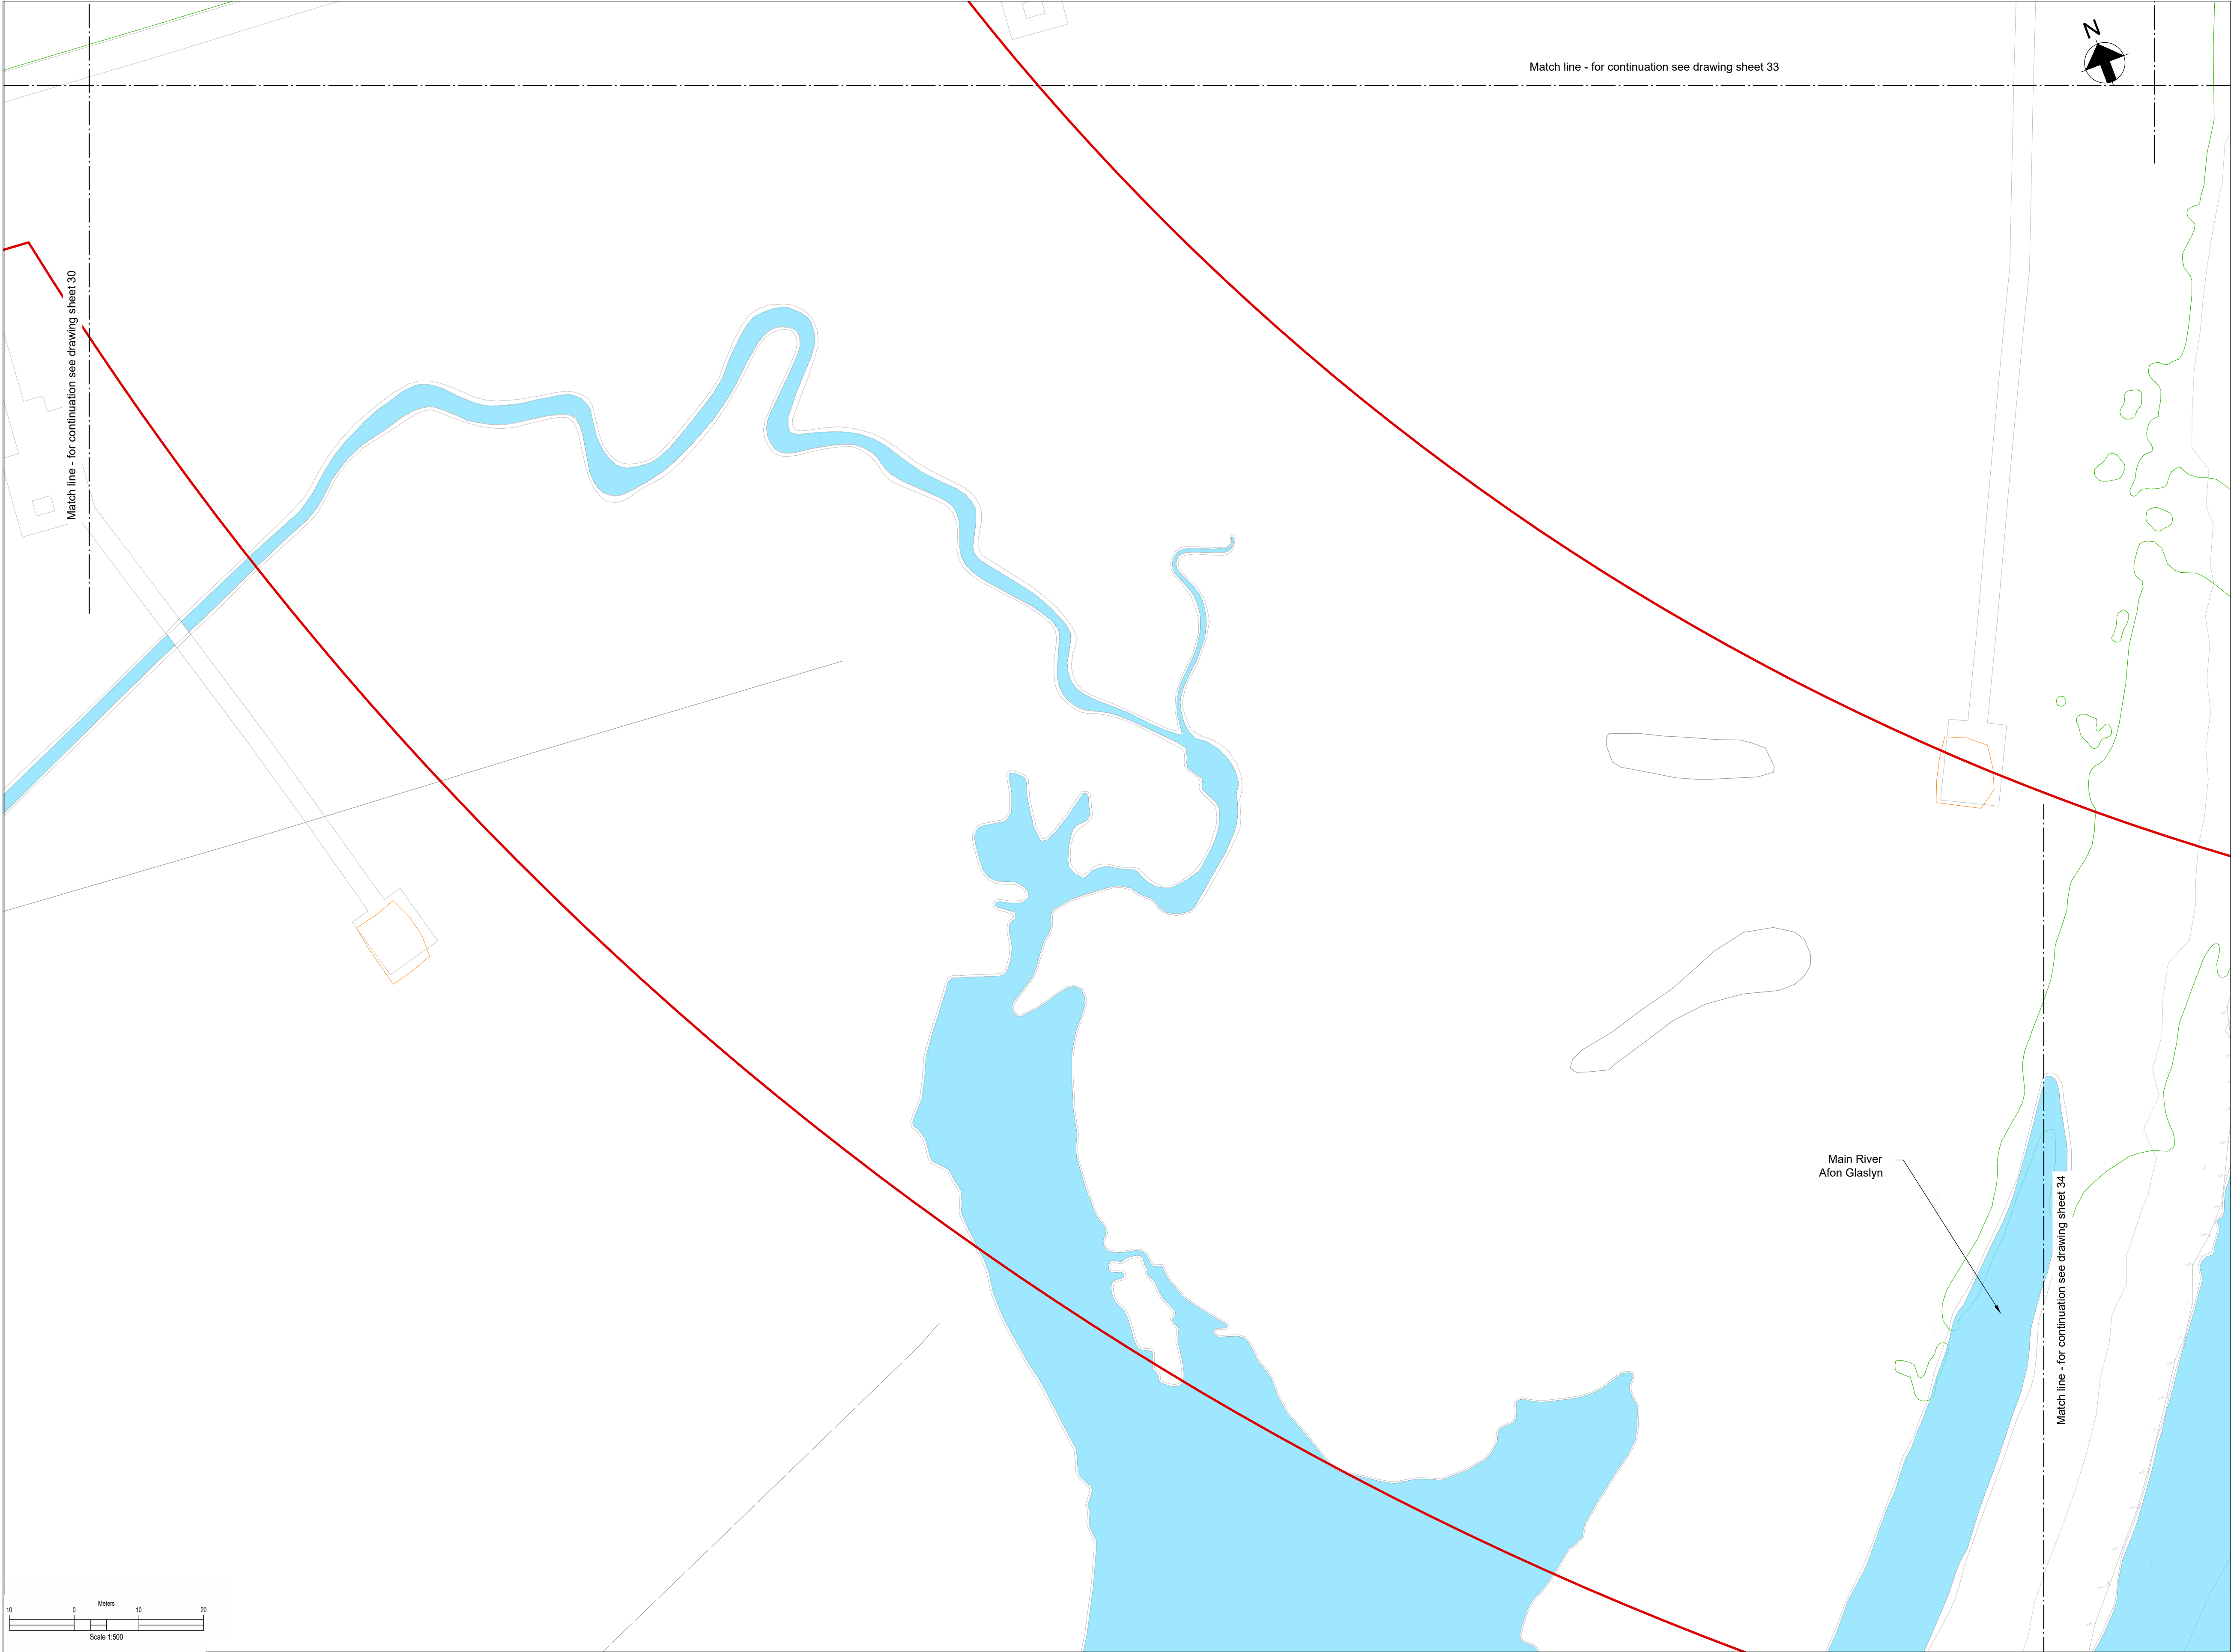 N
Match line - for continuation see drawing sheet 33
Match line - for continuation see drawing sheet 30
Main River
Afon Glaslyn
Match line - for continuation see drawing sheet 34
Meters
10 0 10 20
Scale 1:500